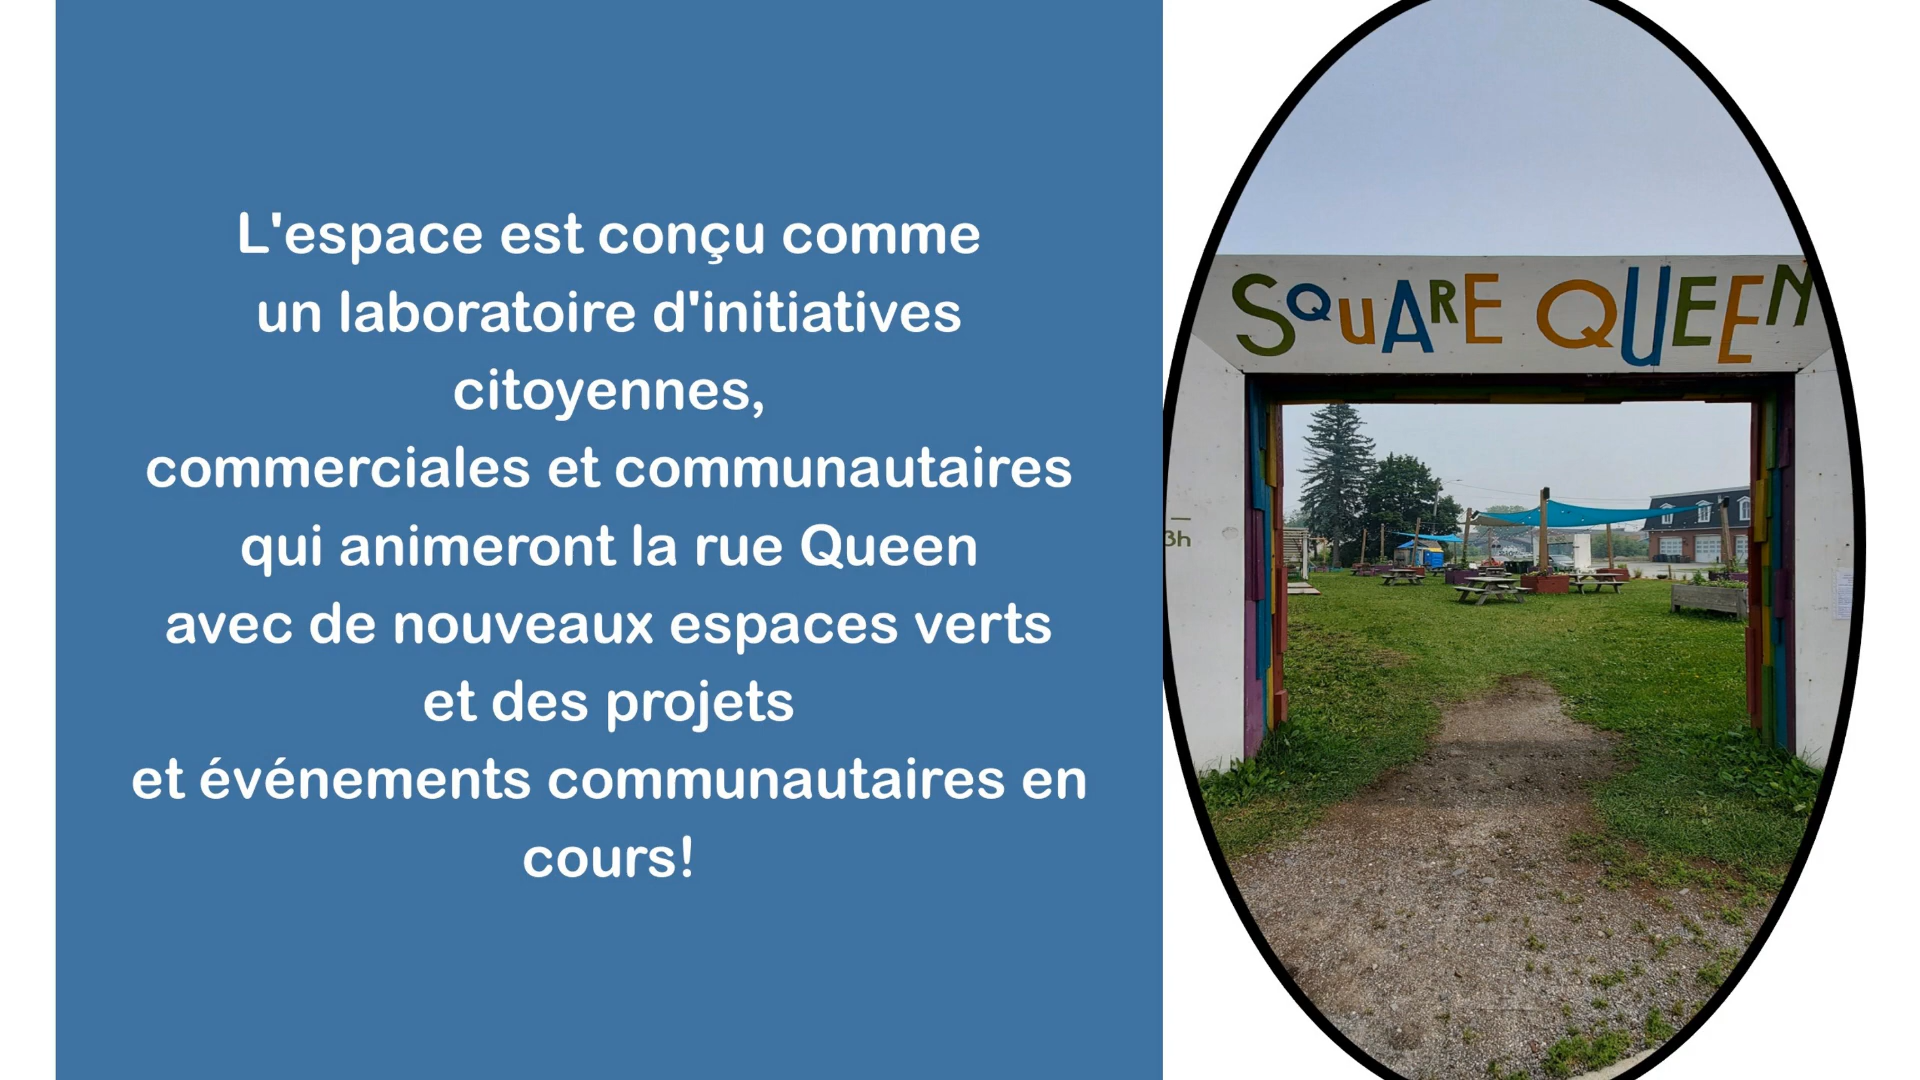 L'espace est conçu comme
un laboratoire d'initiatives
citoyennes,
commerciales et communautaires
qui animeront la rue Queen
avec de nouveaux espaces verts
et des projets
et événements communautaires en
cours!
SQuARE QUEEN
3h